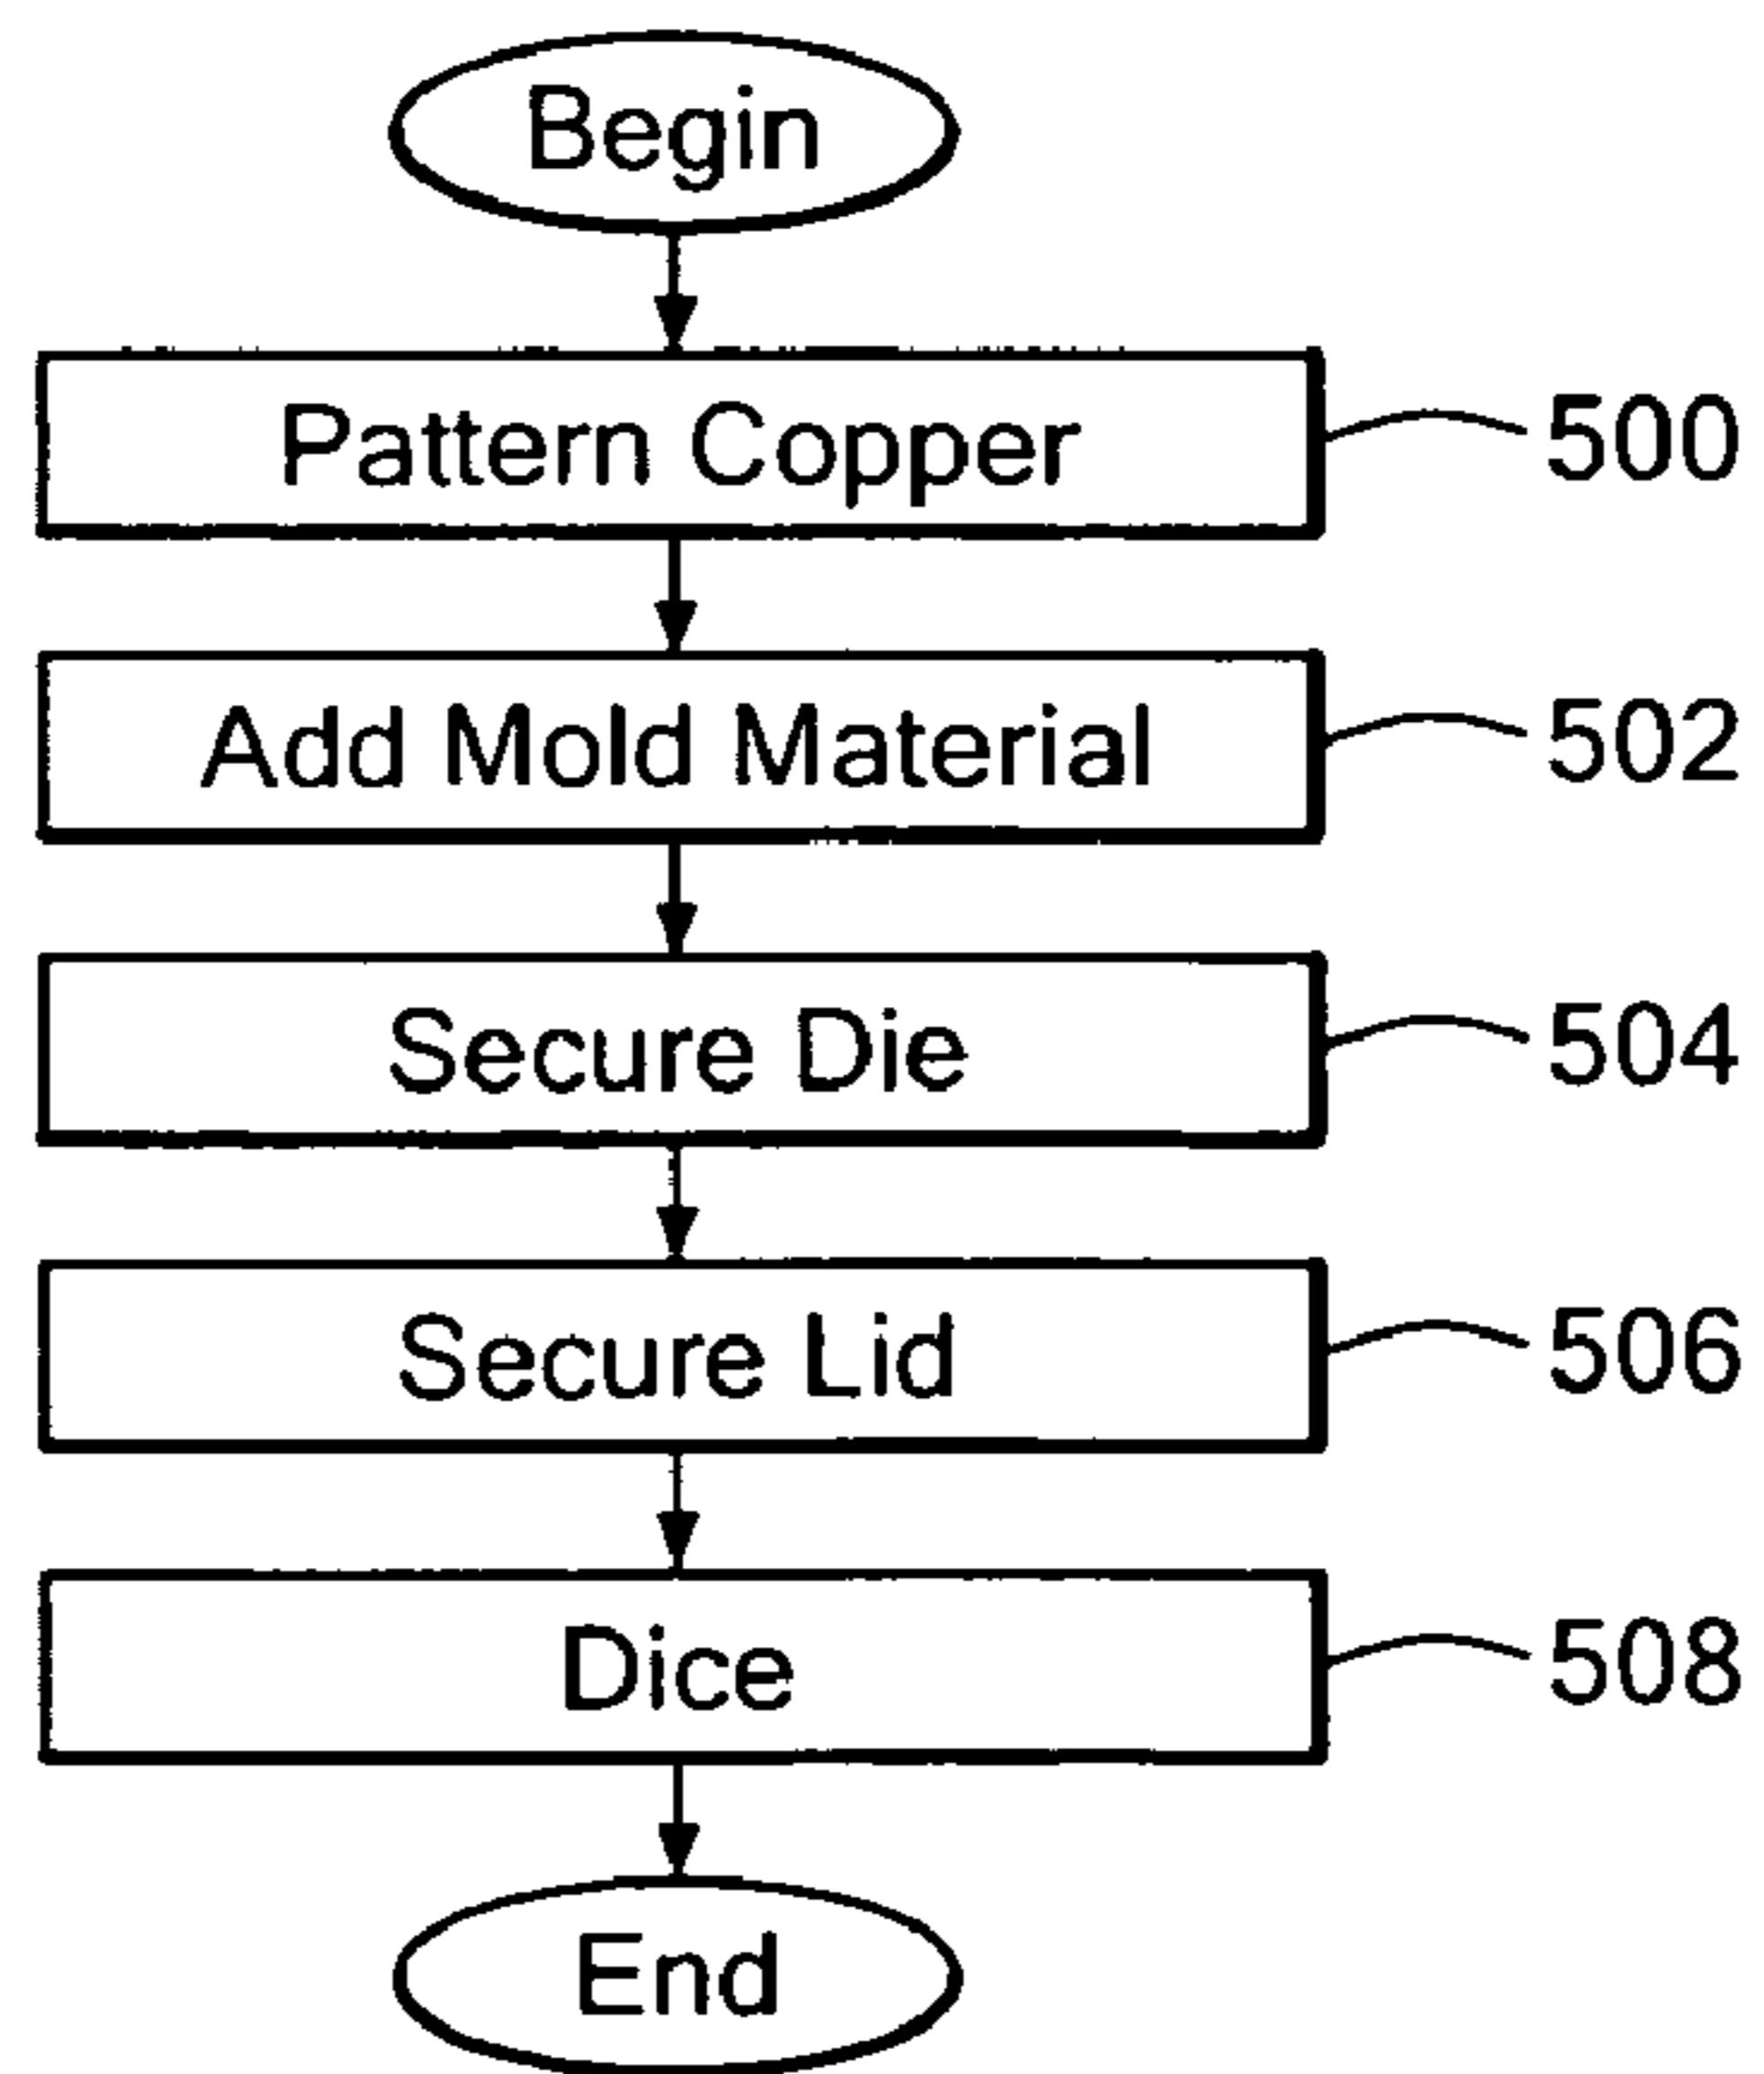 Begin
Pattern Copper 500
Add Mold Material 502
Secure Die 504
Secure Lid 506
Dice 508
End